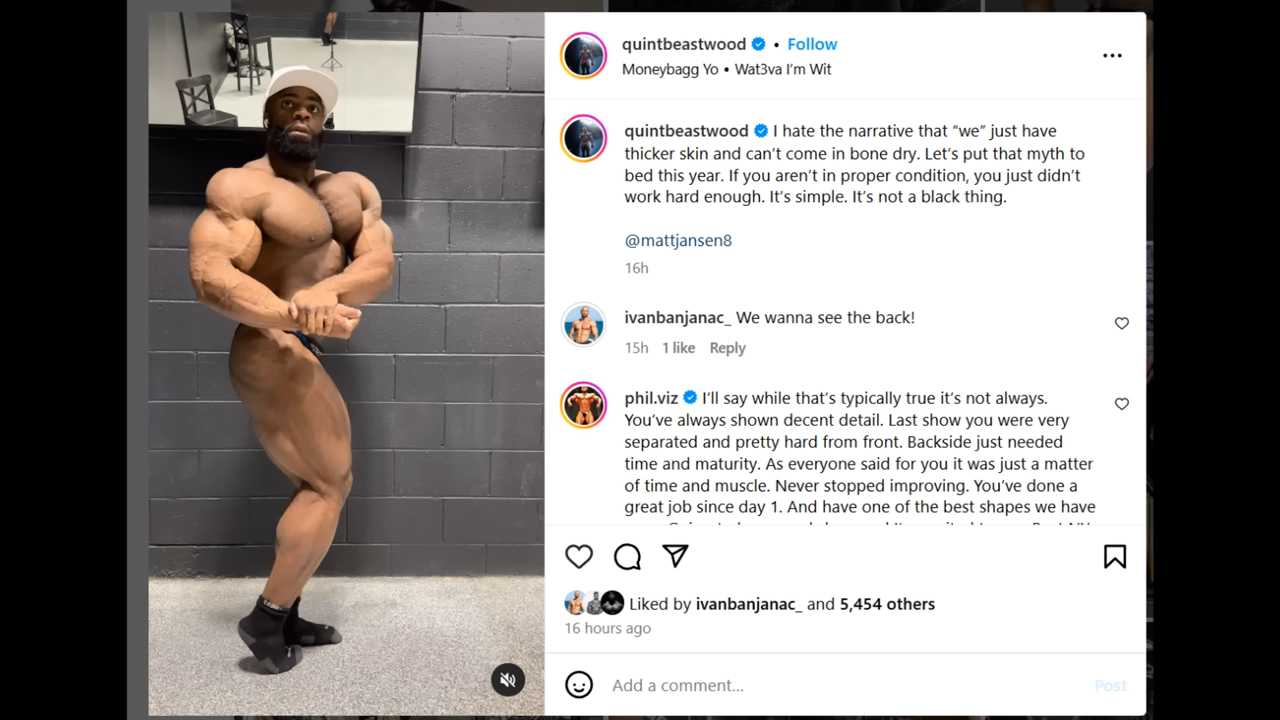 quintbeastwood • Follow
Moneybagg Yo • Wat3va I'm Wit
quintbeastwood I hate the narrative that “we” just have
thicker skin and can't come in bone dry. Let's put that myth to
bed this year. If you aren't in proper condition, you just didn't
work hard enough. It's simple. It's not a black thing.
@mattjansen8
16h
ivanbanjanac_ We wanna see the back!
15h 1 like Reply
phil.viz I'll say while that's typically true it's not always.
You've always shown decent detail. Last show you were very
separated and pretty hard from front. Backside just needed
time and maturity. As everyone said for you it was just a matter
of time and muscle. Never stopped improving. You've done a
great job since day 1. And have one of the best shapes we have
Liked by ivanbanjanac_ and 5,454 others
16 hours ago
Add a comment...
Post